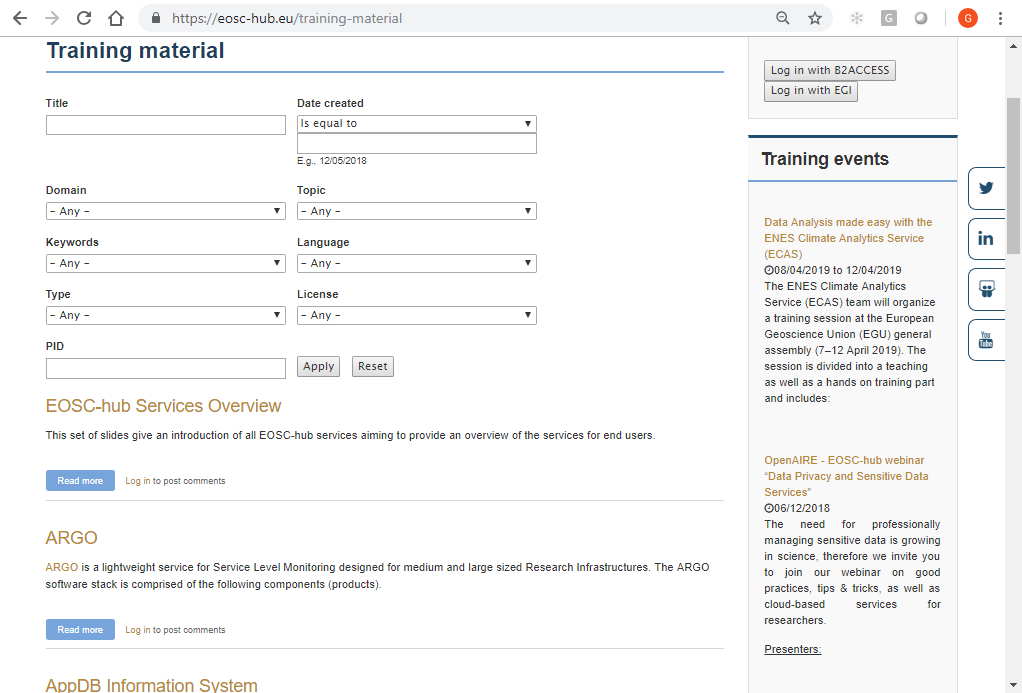 https://eosc-hub.eu/training-material
G
G
Training material
Title
Date created
Is equal to
E.g., 12/05/2018
Domain
Topic
- Any -
- Any -
Keywords
Language
- Any -
- Any -
Type
License
- Any -
- Any -
PID
Apply
Reset
EOSC-hub Services Overview
This set of slides give an introduction of all EOSC-hub services aiming to provide an overview of the services for end users.
Read more
Log in to post comments
ARGO
ARGO is a lightweight service for Service Level Monitoring designed for medium and large sized Research Infrastructures. The ARGO
software stack is comprised of the following components (products).
Read more
Log in to post comments
AppDB Information System
Log in with B2ACCESS
Log in with EGI
Training events
Data Analysis made easy with the
ENES Climate Analytics Service
(ECAS)
08/04/2019 to 12/04/2019
The ENES Climate Analytics
Service (ECAS) team will organize
a training session at the European
Geoscience Union (EGU) general
assembly (7–12 April 2019). The
session is divided into a teaching
as well as a hands on training part
and includes:
OpenAIRE - EOSC-hub webinar
“Data Privacy and Sensitive Data
Services”
06/12/2018
The need for professionally
managing sensitive data is growing
in science, therefore we invite you
to join our webinar on good
practices, tips & tricks, as well as
cloud-based services for
researchers.
Presenters:
in
You
Tube